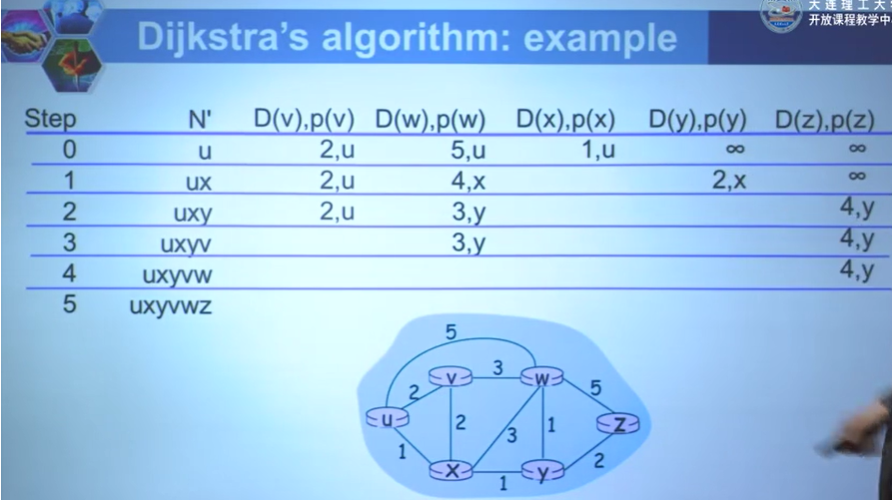 大连理工大
开放课程教学中
Dijkstra's algorithm: example
Step N' D(v),p(v) D(w),p(w) D(x),p(x) D(y),p(y) D(z),p(z)
0 u 2,u 5,u 1,u ∞ ∞
1 ux 2,u 4,x 2,x ∞
2 uxy 2,u 3,y 4,y
3 uxyv 3,y 4,y
4 uxyvw 4,y
5 uxyvwz
5
v 3 w
2 5
u 2 3 1 z
1 2
x y
1